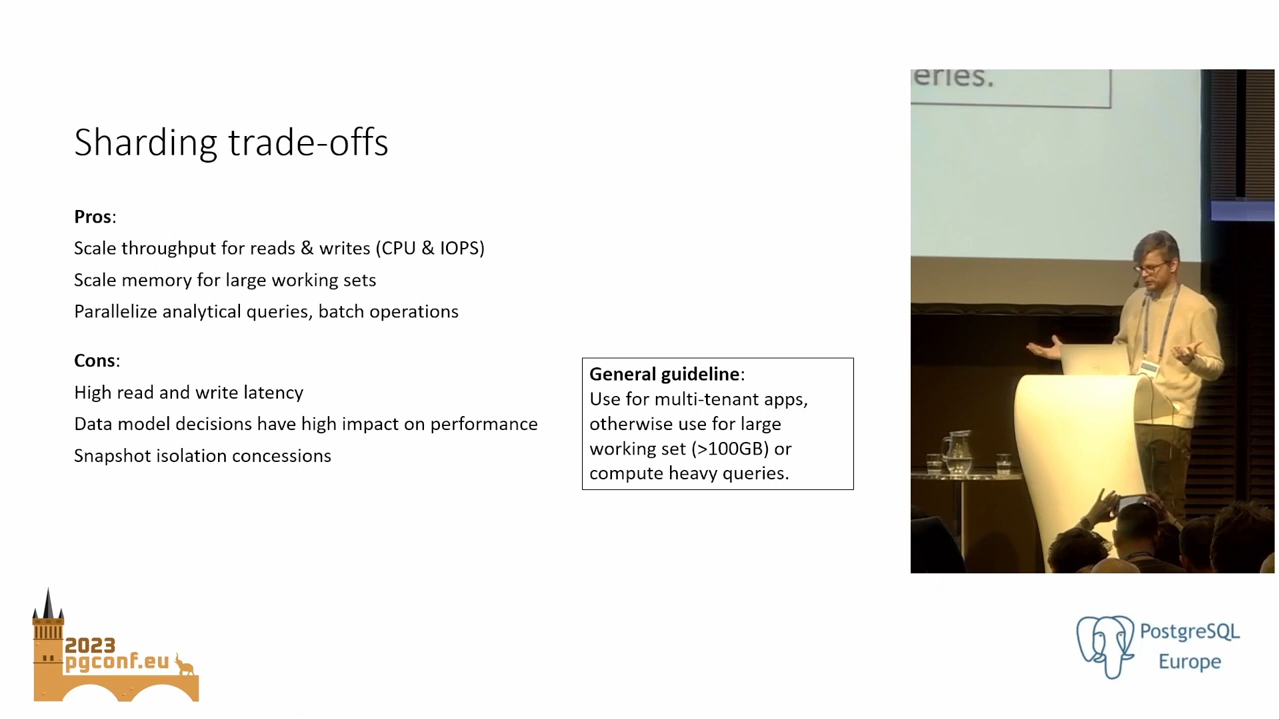 Sharding trade-offs
Pros:
Scale throughput for reads & writes (CPU & IOPS)
Scale memory for large working sets
Parallelize analytical queries, batch operations
Cons:
High read and write latency
Data model decisions have high impact on performance
Snapshot isolation concessions
General guideline:
Use for multi-tenant apps,
otherwise use for large
working set (>100GB) or
compute heavy queries.
eries.
2023
pgconf.eu
PostgreSQL
Europe